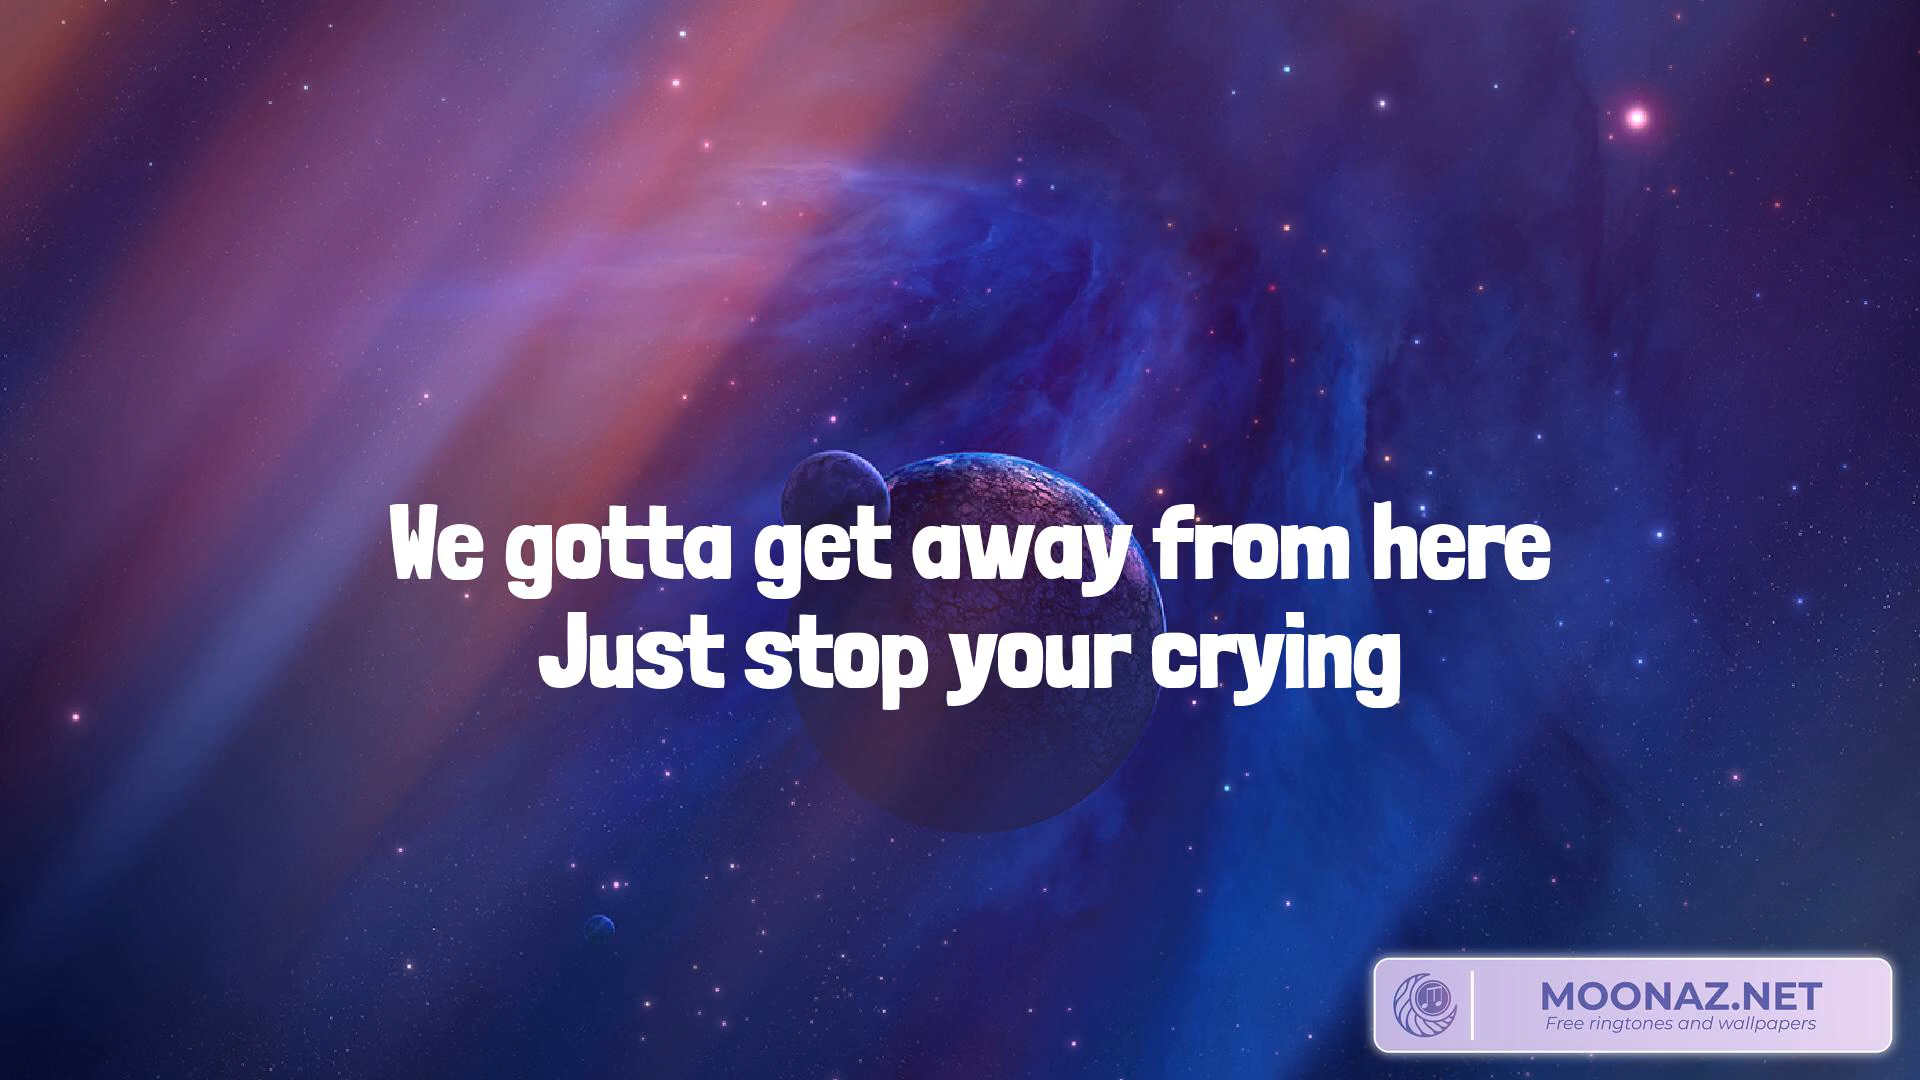 We gotta get away from here
Just stop your crying
MOONAZ.NET
Free ringtones and wallpapers